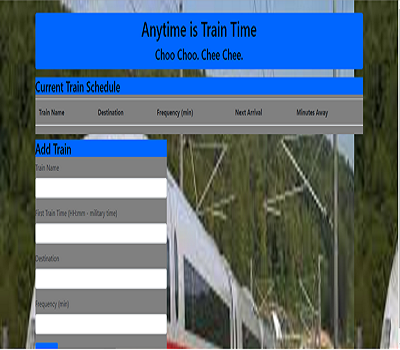 Anytime is Train Time
Choo Choo. Chee Chee.
Current Train Schedule
Train Name Destination Frequency (min) Next Arrival Minutes Away
Add Train
Train Name
First Train Time (HH:mm - military time)
Destination
Frequency (min)